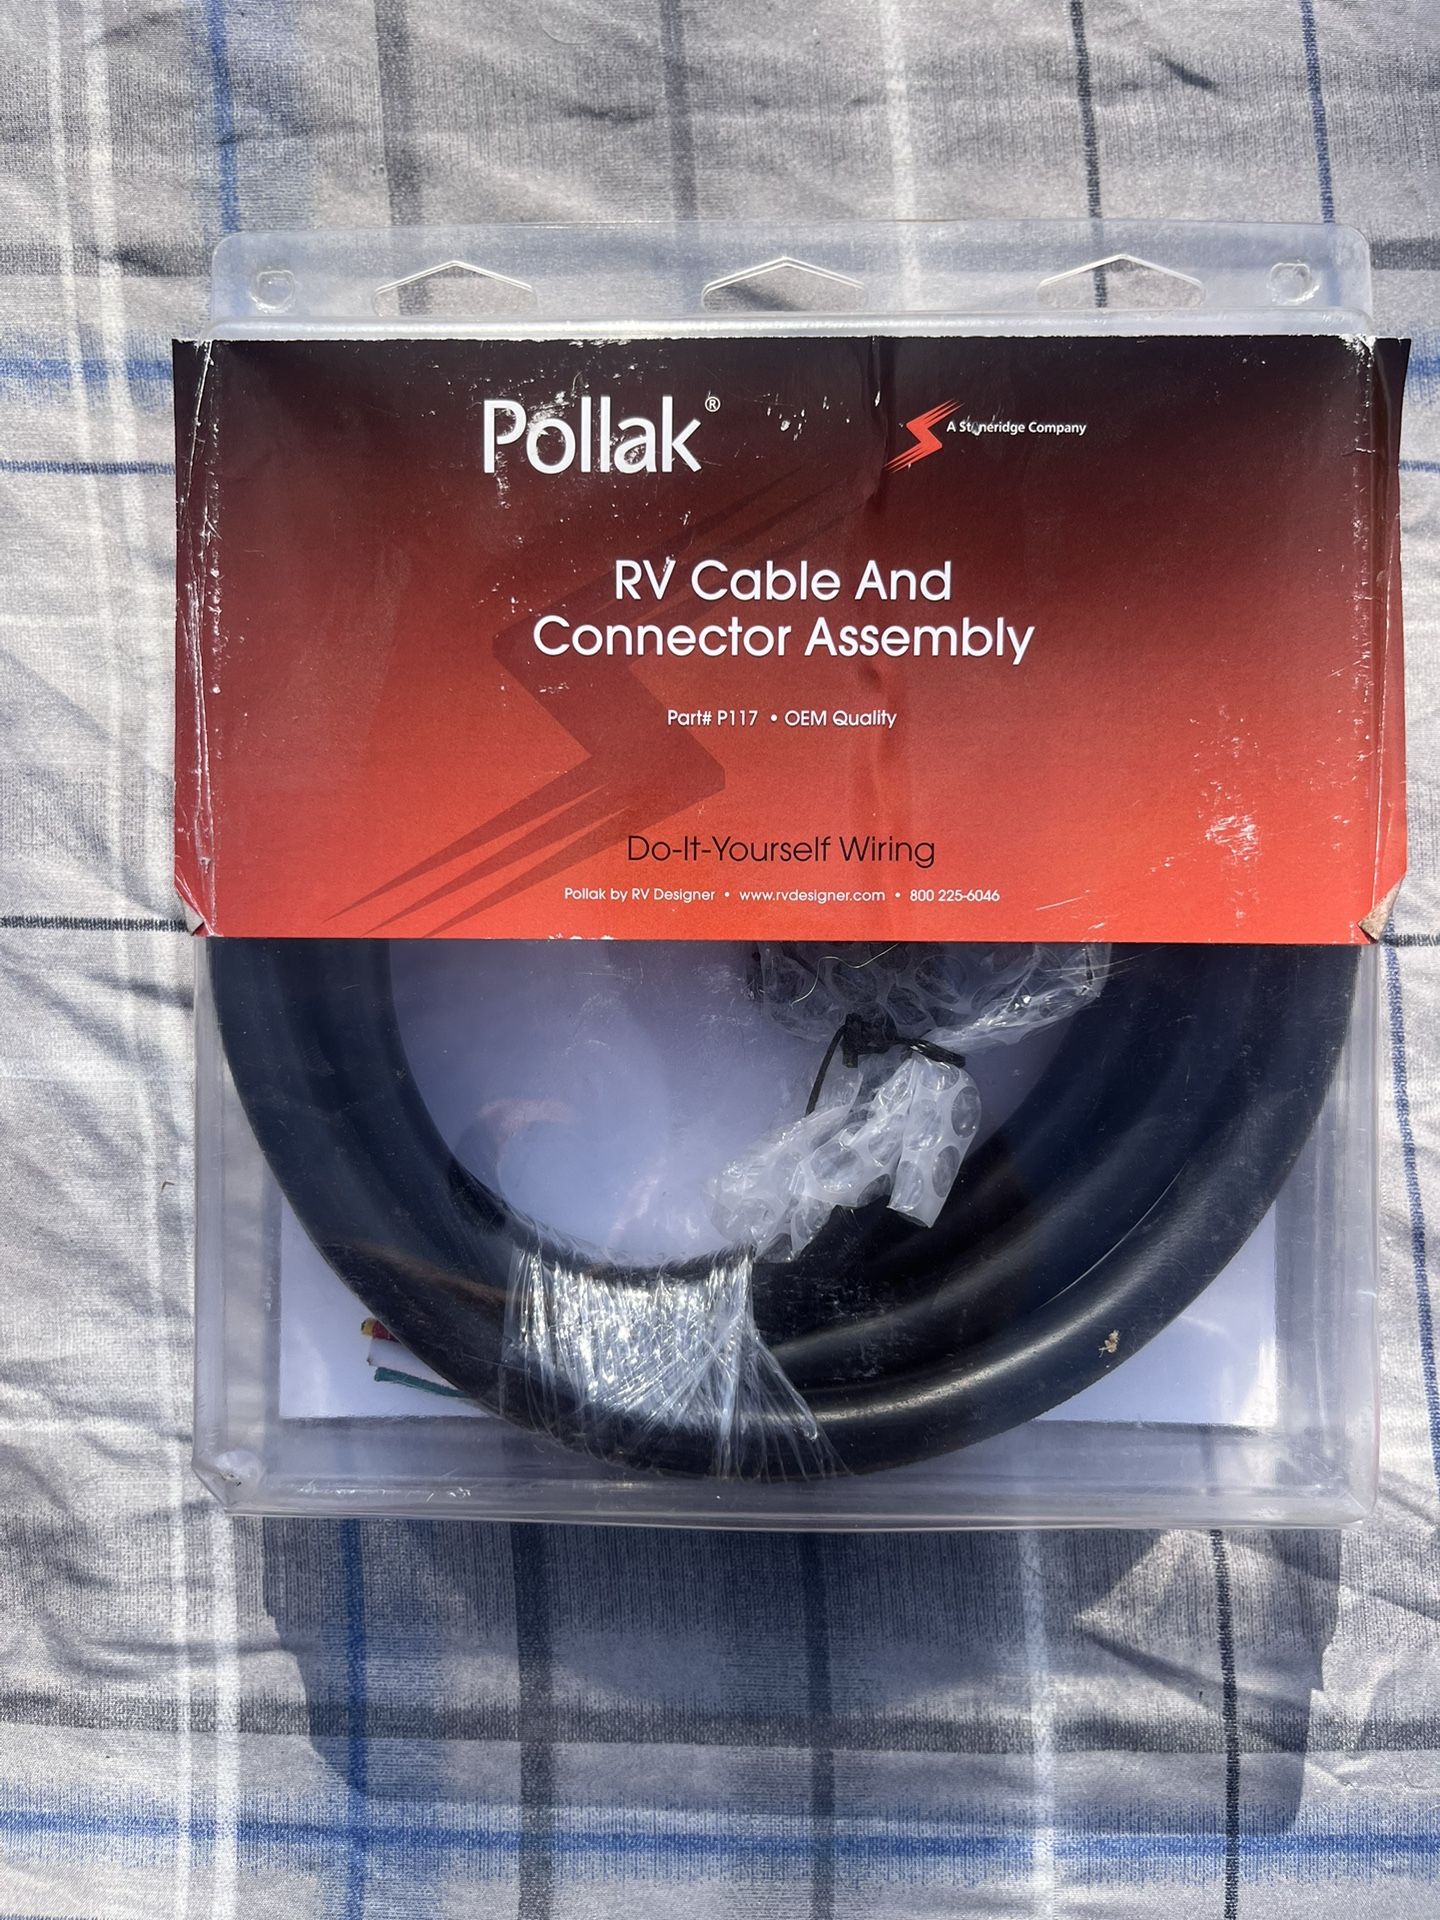 Pollak®
A Stoneridge Company
RV Cable And
Connector Assembly
Part# P117 • OEM Quality
Do-It-Yourself Wiring
Pollak by RV Designer • www.rvdesigner.com • 800 225-6046